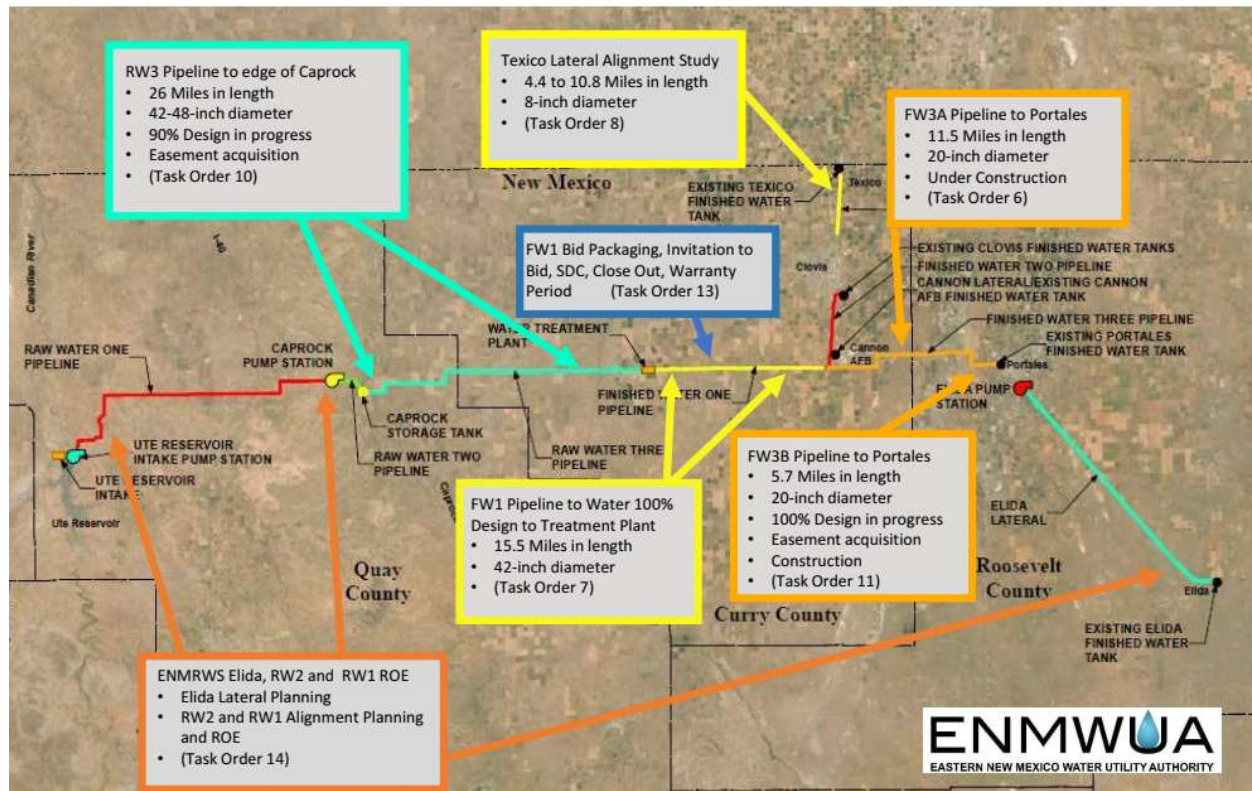 RW3 Pipeline to edge of Caprock
• 26 Miles in length
• 42-48-inch diameter
• 90% Design in progress
• Easement acquisition
• (Task Order 10)
Texico Lateral Alignment Study
• 4.4 to 10.8 Miles in length
• 8-inch diameter
• (Task Order 8)
FW3A Pipeline to Portales
• 11.5 Miles in length
• 20-inch diameter
• Under Construction
• (Task Order 6)
New Mexico
EXISTING TEXICO
FINISHED WATER
TANK
Texico
FW1 Bid Packaging, Invitation to
Bid, SDC, Close Out, Warranty
Period (Task Order 13)
Canadian River
I-40
Clovis
EXISTING CLOVIS FINISHED WATER TANKS
FINISHED WATER TWO PIPELINE
CANNON LATERAL/EXISTING CANNON
AFB FINISHED WATER TANK
FINISHED WATER THREE PIPELINE
EXISTING PORTALES
FINISHED WATER TANK
Portales
Cannon
AFB
WATER TREATMENT
PLANT
RAW WATER ONE
PIPELINE
CAPROCK
PUMP STATION
CAPROCK
STORAGE TANK
RAW WATER TWO
PIPELINE
RAW WATER THRE
PIPELINE
FINISHED WATER ONE
PIPELINE
PUMP
STATION
UTE RESERVOIR
INTAKE PUMP STATION
UTE RESERVOIR
INTAKE
Ute Reservoir
FW1 Pipeline to Water 100%
Design to Treatment Plant
• 15.5 Miles in length
• 42-inch diameter
• (Task Order 7)
FW3B Pipeline to Portales
• 5.7 Miles in length
• 20-inch diameter
• 100% Design in progress
• Easement acquisition
• Construction
• (Task Order 11)
ELIDA
LATERAL
Quay
County
Curry County
Roosevelt
County
Elida
EXISTING ELIDA
FINISHED WATER
TANK
ENMRWS Elida, RW2 and RW1 ROE
• Elida Lateral Planning
• RW2 and RW1 Alignment Planning
and ROE
• (Task Order 14)
ENMWUA
EASTERN NEW MEXICO WATER UTILITY AUTHORITY